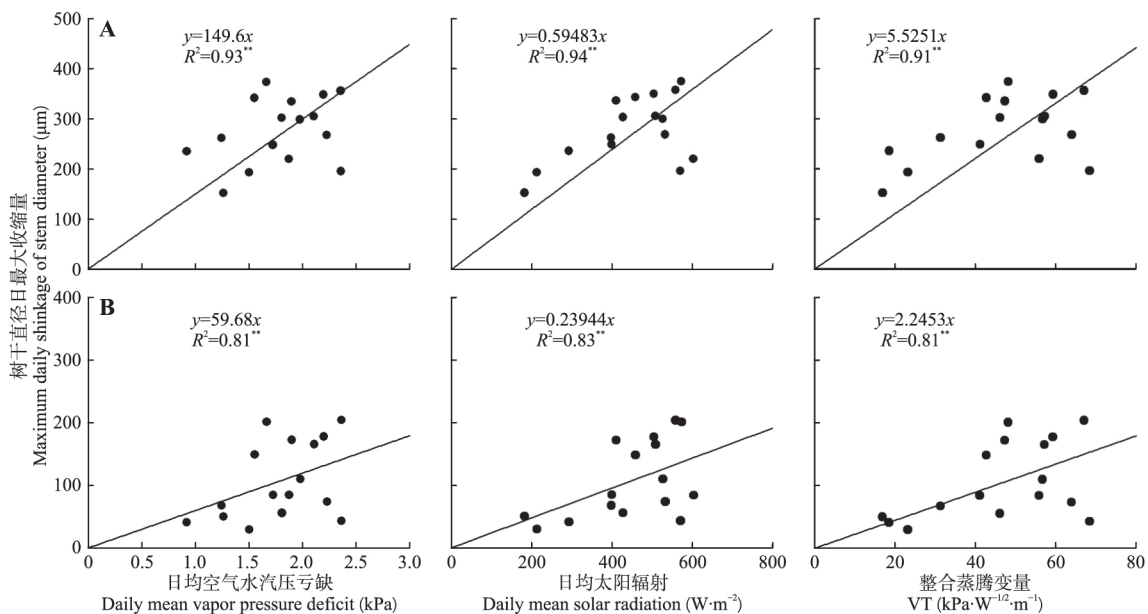 500
400
300
200
100
0
A
y=149.6x
R²=0.93**
y=0.59483x
R²=0.94**
y=5.5251x
R²=0.91**
树干直径日最大收缩量
Maximum daily shinkage of stem diameter (μm)
400
300
200
100
0
B
y=59.68x
R²=0.81**
y=0.23944x
R²=0.83**
y=2.2453x
R²=0.81**
0 0.5 1.0 1.5 2.0 2.5 3.0
0 200 400 600 800
0 20 40 60 80
日均空气水汽压亏缺
Daily mean vapor pressure deficit (kPa)
日均太阳辐射
Daily mean solar radiation (W·m⁻²)
整合蒸腾变量
VT (kPa·W⁻¹/² m⁻¹)